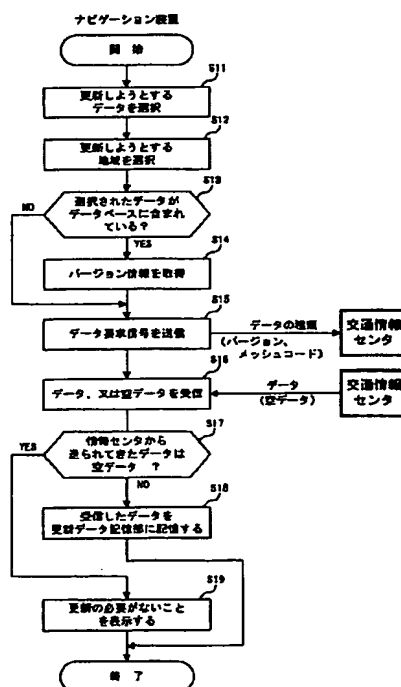 ナビゲーション装置
開 始
S11
更新しようとする
データを選択
S12
更新しようとする
地域を選択
S13
選択されたデータが
データベースに含まれ
ている？
NO
YES
S14
バージョン情報を取得
S15
データ要求信号を送信
データの種類
(バージョン、
メッシュコード)
交通情報
センタ
S16
データ、又は空データを受信
データ
(空データ)
交通情報
センタ
S17
情報センタから
送られてきたデータは
空データ ？
YES
NO
S18
受信したデータを
更新データ記憶部に記憶する
S19
更新の必要がないこと
を表示する
終 了